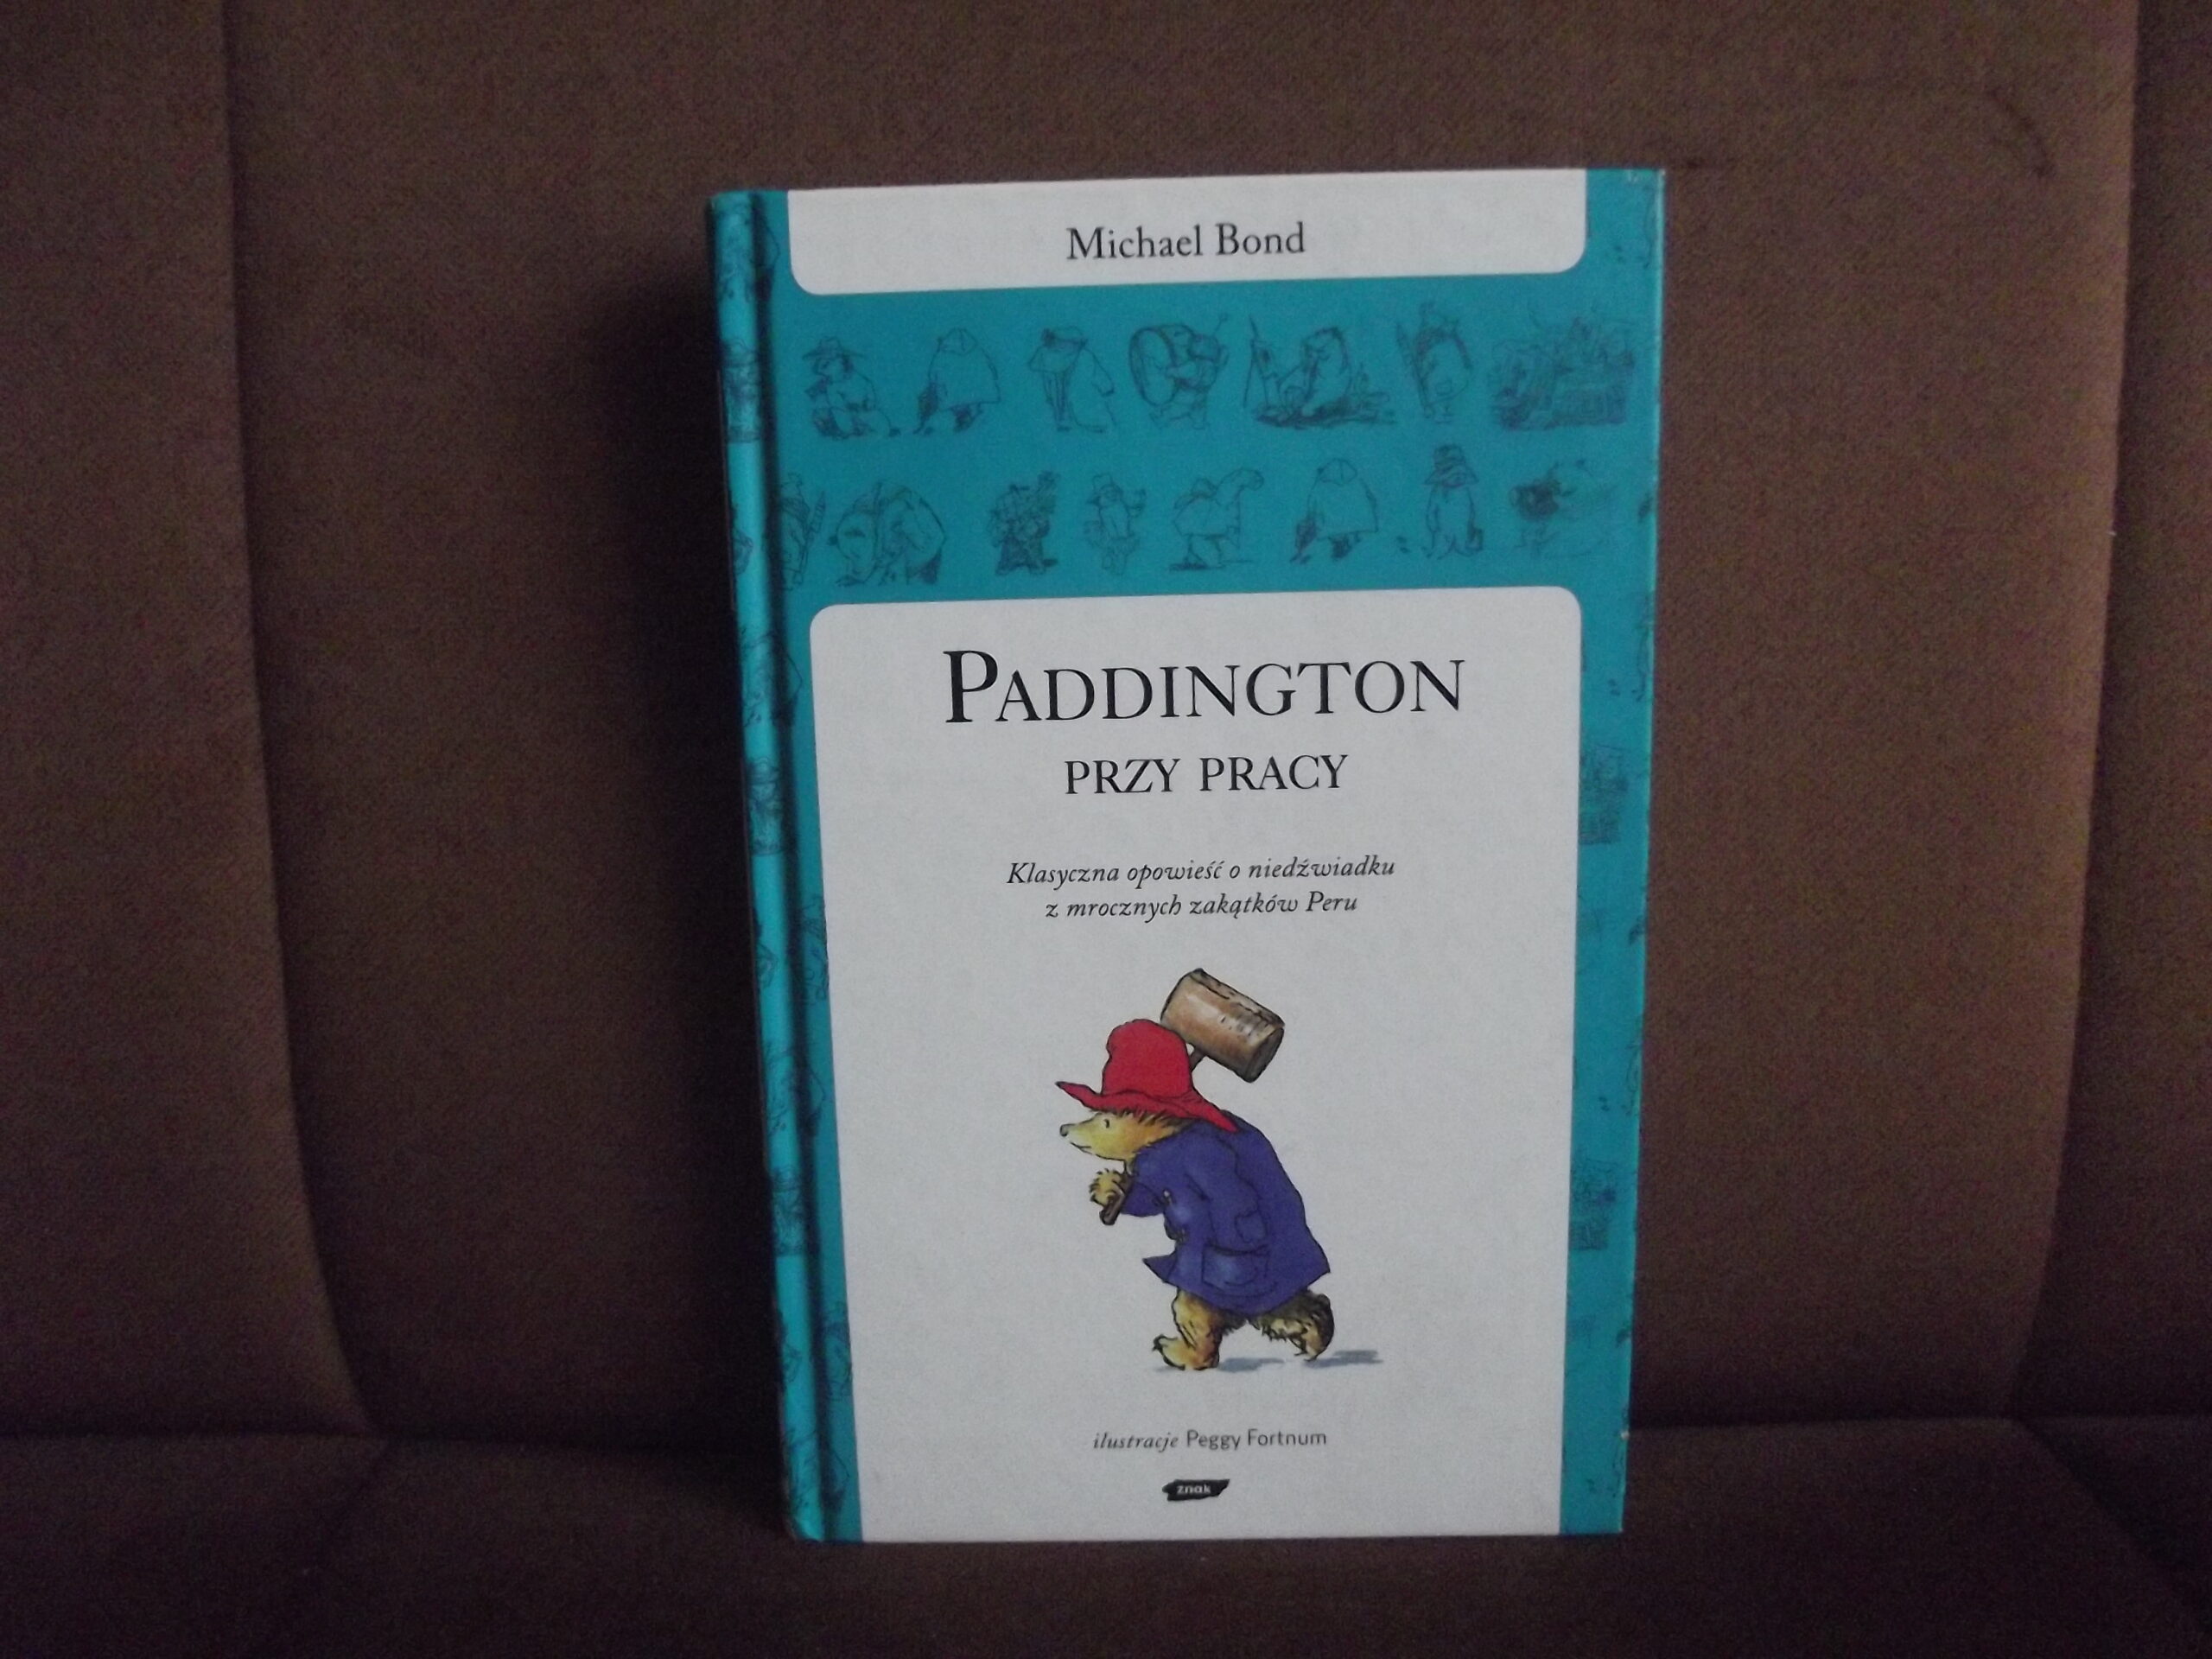 Michael Bond
PADDINGTON
PRZY PRACY
Klasyczna opowieść o niedźwiadku
z mrocznych zakątków Peru
ilustracje Peggy Fortnum
znak